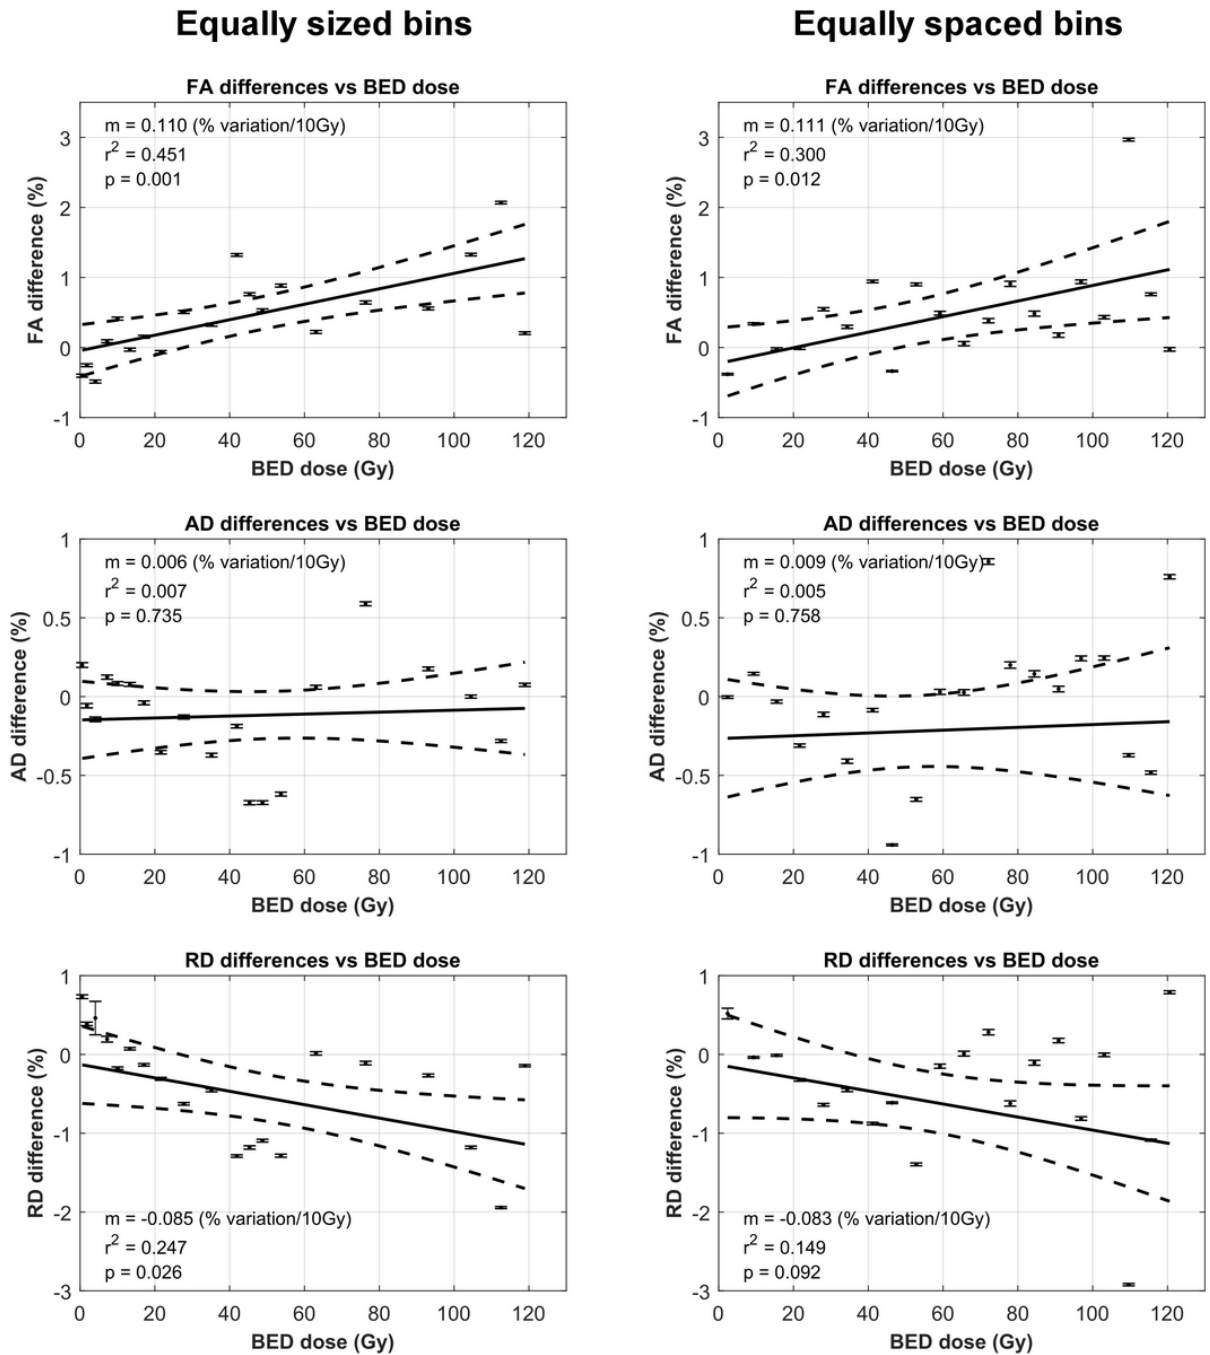 Equally sized bins
Equally spaced bins
FA differences vs BED dose
m = 0.110 (% variation/10Gy)
r² = 0.451
p = 0.001
FA difference (%)
3
2
1
0
-1
0 20 40 60 80 100 120
BED dose (Gy)
FA differences vs BED dose
m = 0.111 (% variation/10Gy)
r² = 0.300
p = 0.012
FA difference (%)
3
2
1
0
-1
0 20 40 60 80 100 120
BED dose (Gy)
AD differences vs BED dose
m = 0.006 (% variation/10Gy)
r² = 0.007
p = 0.735
AD difference (%)
1
0.5
0
-0.5
-1
0 20 40 60 80 100 120
BED dose (Gy)
AD differences vs BED dose
m = 0.009 (% variation/10Gy)
r² = 0.005
p = 0.758
AD difference (%)
1
0.5
0
-0.5
-1
0 20 40 60 80 100 120
BED dose (Gy)
RD differences vs BED dose
RD difference (%)
1
0
-1
-2
-3
m = -0.085 (% variation/10Gy)
r² = 0.247
p = 0.026
0 20 40 60 80 100 120
BED dose (Gy)
RD differences vs BED dose
RD difference (%)
1
0
-1
-2
-3
m = -0.083 (% variation/10Gy)
r² = 0.149
p = 0.092
0 20 40 60 80 100 120
BED dose (Gy)